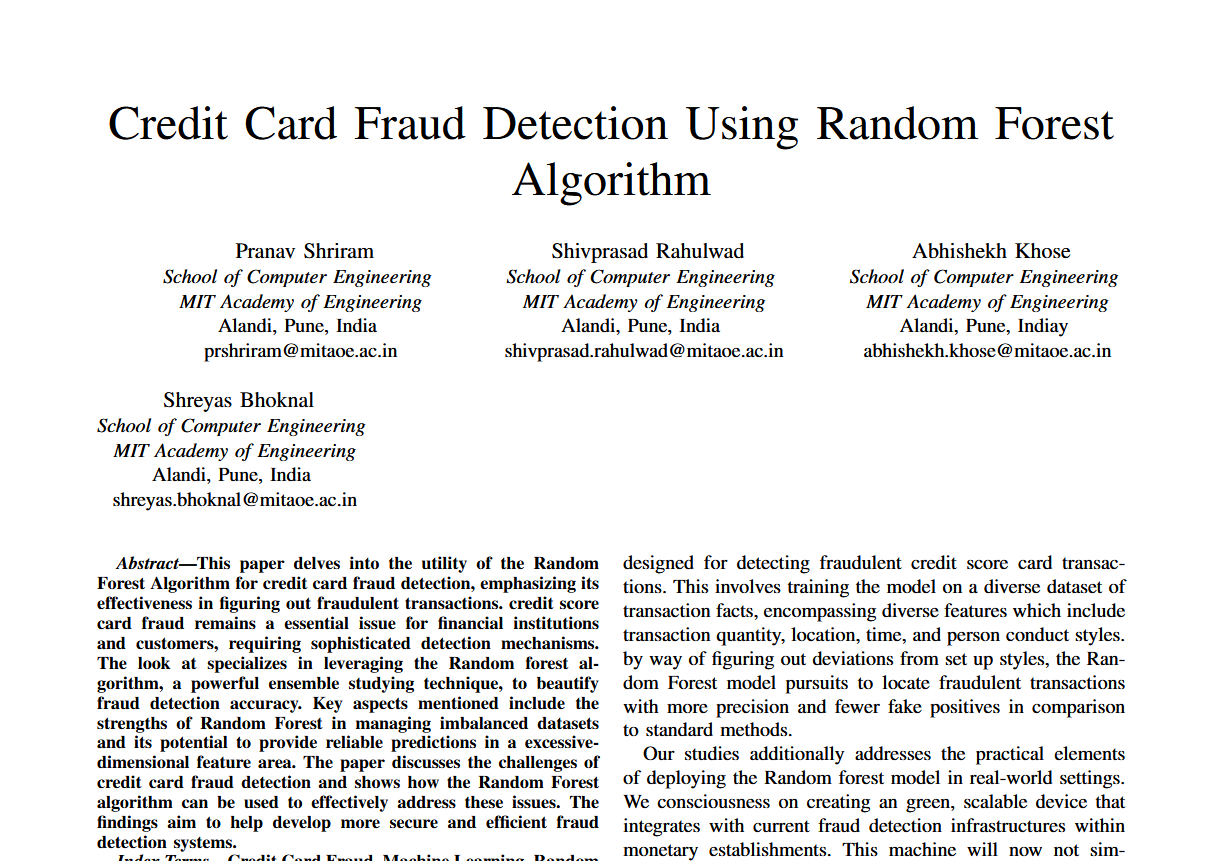 Credit Card Fraud Detection Using Random Forest
Algorithm
Pranav Shriram
School of Computer Engineering
MIT Academy of Engineering
Alandi, Pune, India
prshriram@mitaoe.ac.in
Shivprasad Rahulwad
School of Computer Engineering
MIT Academy of Engineering
Alandi, Pune, India
shivprasad.rahulwad@mitaoe.ac.in
Abhishekh Khose
School of Computer Engineering
MIT Academy of Engineering
Alandi, Pune, Indiay
abhishekh.khose@mitaoe.ac.in
Shreyas Bhoknal
School of Computer Engineering
MIT Academy of Engineering
Alandi, Pune, India
shreyas.bhoknal@mitaoe.ac.in
Abstract—This paper delves into the utility of the Random
Forest Algorithm for credit card fraud detection, emphasizing its
effectiveness in figuring out fraudulent transactions. credit score
card fraud remains a essential issue for financial institutions
and customers, requiring sophisticated detection mechanisms.
The look at specializes in leveraging the Random forest al-
gorithm, a powerful ensemble studying technique, to beautify
fraud detection accuracy. Key aspects mentioned include the
strengths of Random Forest in managing imbalanced datasets
and its potential to provide reliable predictions in a excessive-
dimensional feature area. The paper discusses the challenges of
credit card fraud detection and shows how the Random Forest
algorithm can be used to effectively address these issues. The
findings aim to help develop more secure and efficient fraud
detection systems.
Index Terms—Credit Card Fraud, Machine Learning, Random
designed for detecting fraudulent credit score card transac-
tions. This involves training the model on a diverse dataset of
transaction facts, encompassing diverse features which include
transaction quantity, location, time, and person conduct styles.
by way of figuring out deviations from set up styles, the Ran-
dom Forest model pursuits to locate fraudulent transactions
with more precision and fewer fake positives in comparison
to standard methods.
Our studies additionally addresses the practical elements
of deploying the Random forest model in real-world settings.
We consciousness on creating an green, scalable device that
integrates with current fraud detection infrastructures within
monetary establishments. This machine will now not sim-